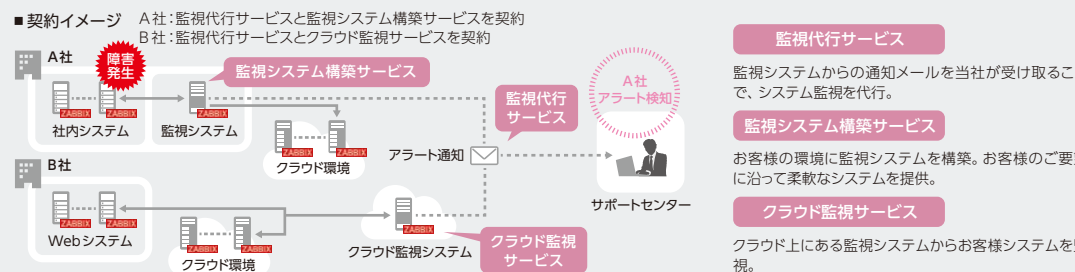 ■契約イメージ
A社：監視代行サービスと監視システム構築サービスを契約
B社：監視代行サービスとクラウド監視サービスを契約
A社
障害
発生
監視システム構築サービス
ZABBIX
ZABBIX
ZABBIX
社内システム
監視システム
ZABBIX
ZABBIX
クラウド環境
B社
ZABBIX
ZABBIX
Webシステム
ZABBIX
ZABBIX
クラウド環境
アラート通知
監視代行
サービス
A社
アラート検知
サポートセンター
ZABBIX
クラウド監視システム
クラウド監視
サービス
監視代行サービス
監視システムからの通知メールを当社が受け取るこ
で、システム監視を代行。
監視システム構築サービス
お客様の環境に監視システムを構築。お客様のご要
に沿って柔軟なシステムを提供。
クラウド監視サービス
クラウド上にある監視システムからお客様システムを
視。